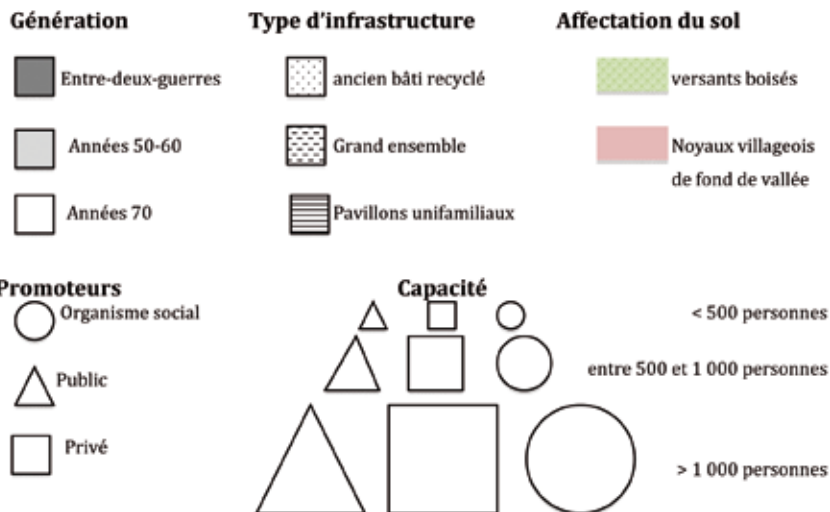 Génération
Type d'infrastructure
Affectation du sol
Entre-deux-guerres
ancien bâti recyclé
versants boisés
Années 50-60
Grand ensemble
Noyaux villageois
de fond de vallée
Années 70
Pavillons unifamiliaux
Promoteurs
Capacité
Organisme social
< 500 personnes
Public
entre 500 et 1 000 personnes
Privé
> 1 000 personnes